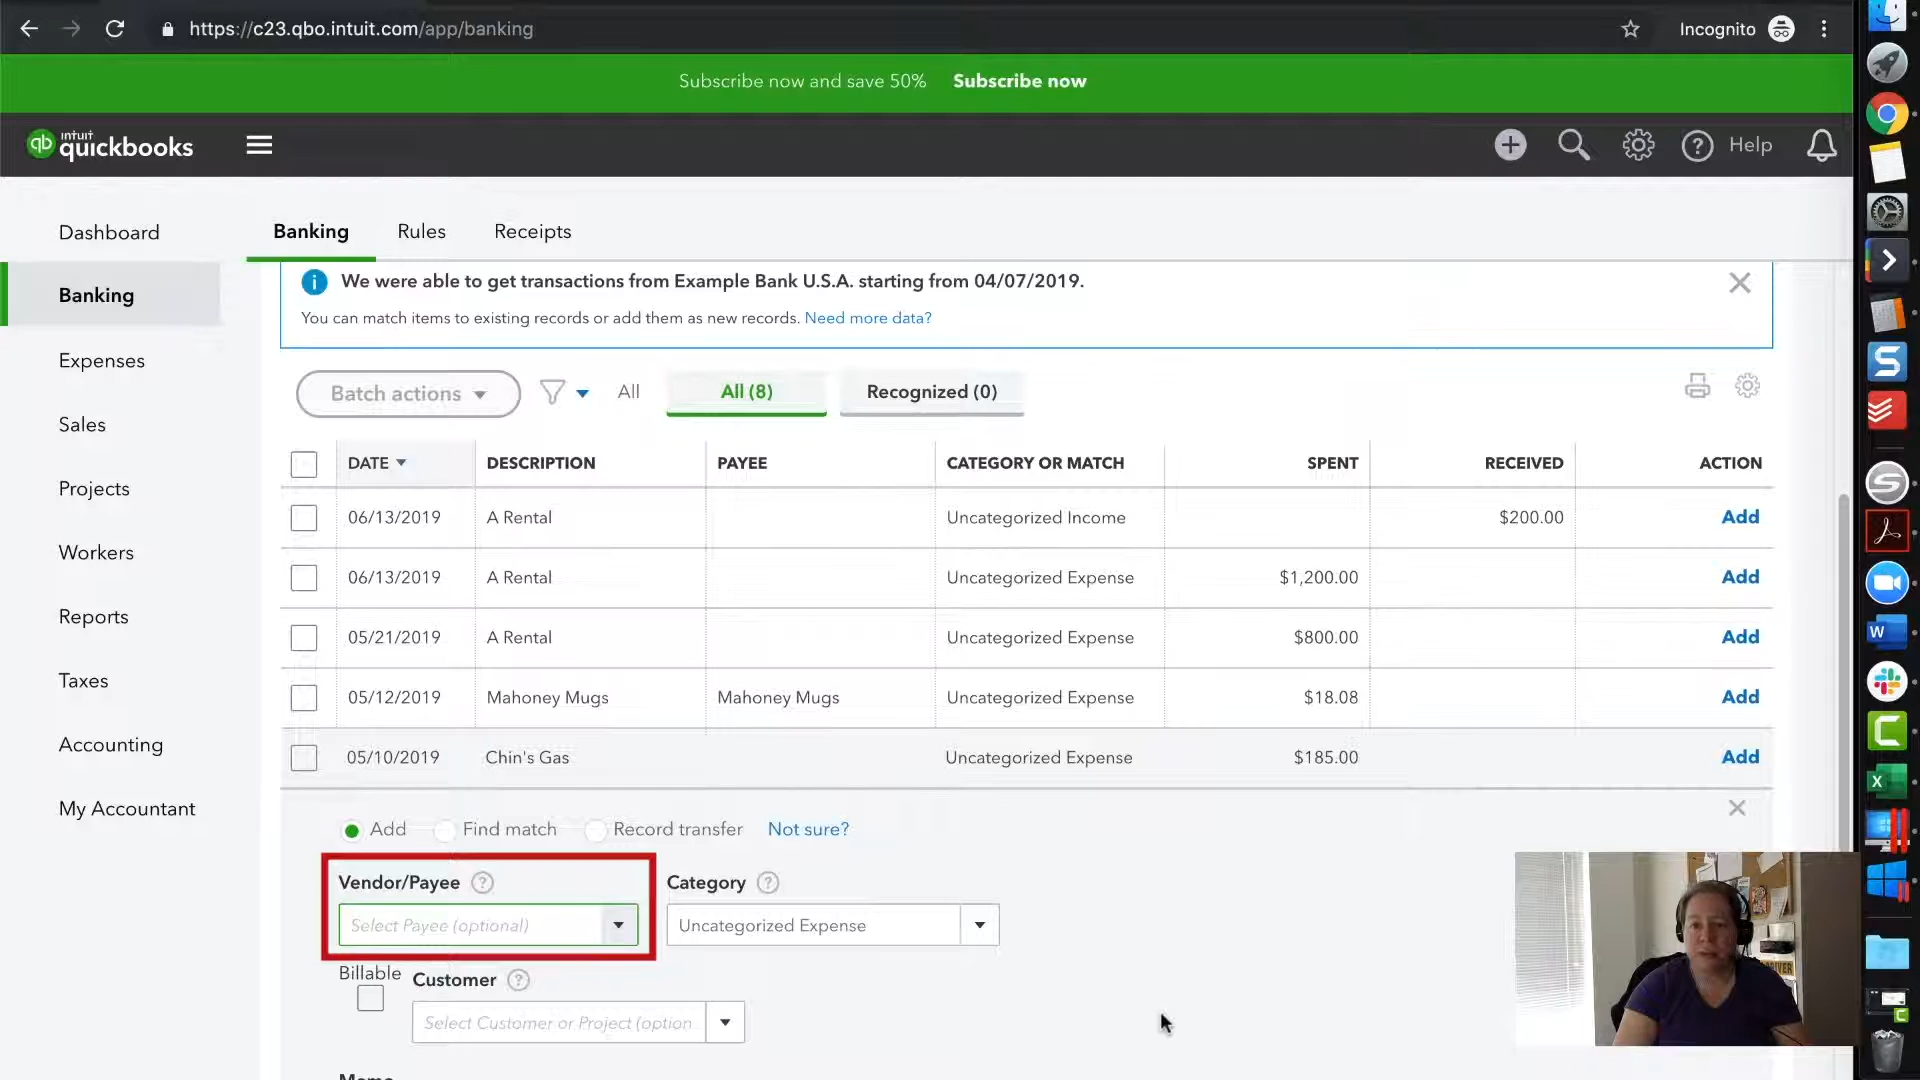 https://c23.qbo.intuit.com/app/banking
Incognito
Subscribe now and save 50% Subscribe now
qb intuit quickbooks
Help
Dashboard
Banking
Expenses
Sales
Projects
Workers
Reports
Taxes
Accounting
My Accountant
Banking Rules Receipts
We were able to get transactions from Example Bank U.S.A. starting from 04/07/2019.
You can match items to existing records or add them as new records. Need more data?
Batch actions All All (8) Recognized (0)
DATE DESCRIPTION PAYEE CATEGORY OR MATCH SPENT RECEIVED ACTION
06/13/2019 A Rental Uncategorized Income $200.00 Add
06/13/2019 A Rental Uncategorized Expense $1,200.00 Add
05/21/2019 A Rental Uncategorized Expense $800.00 Add
05/12/2019 Mahoney Mugs Mahoney Mugs Uncategorized Expense $18.08 Add
05/10/2019 Chin's Gas Uncategorized Expense $185.00 Add
Add Find match Record transfer Not sure?
Vendor/Payee ? Category ?
Select Payee (optional) Uncategorized Expense
Billable Customer ?
Select Customer or Project (option
Memo